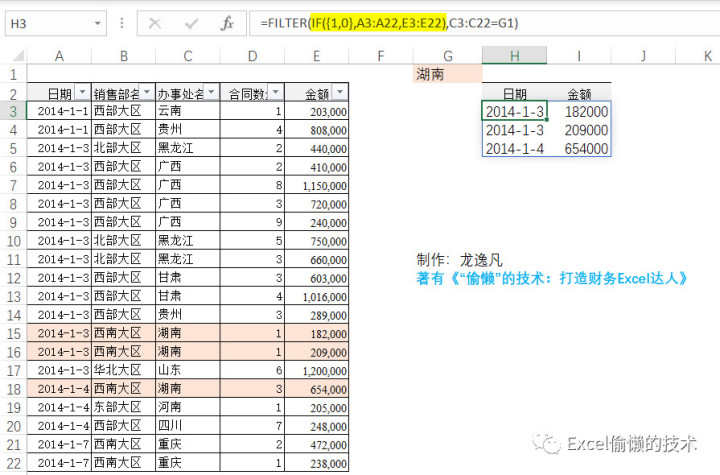 H3 =FILTER(IF({1,0},A3:A22,E3:E22),C3:C22=G1)
A B C D E F G H I J K
1 湖南
2 日期 销售部名 办事处名 合同数 金额 日期 金额
3 2014-1-1 西部大区 云南 1 203,000 2014-1-3 182000
4 2014-1-1 西部大区 贵州 4 808,000 2014-1-3 209000
5 2014-1-3 北部大区 黑龙江 2 440,000 2014-1-4 654000
6 2014-1-3 西部大区 广西 2 410,000
7 2014-1-3 西部大区 广西 8 1,150,000
8 2014-1-3 西部大区 广西 3 720,000
9 2014-1-3 西部大区 广西 9 240,000
10 2014-1-3 北部大区 黑龙江 5 750,000
11 2014-1-3 北部大区 黑龙江 3 660,000 制作：龙逸凡
12 2014-1-3 西部大区 甘肃 3 603,000 著有《“偷懒”的技术：打造财务Excel达人》
13 2014-1-3 西部大区 甘肃 4 1,016,000
14 2014-1-3 西部大区 贵州 3 289,000
15 2014-1-3 西南大区 湖南 1 182,000
16 2014-1-3 西南大区 湖南 1 209,000
17 2014-1-3 华北大区 山东 6 1,200,000
18 2014-1-4 西南大区 湖南 3 654,000
19 2014-1-4 东部大区 河南 1 205,000
20 2014-1-4 西部大区 四川 7 248,000
21 2014-1-7 西南大区 重庆 2 472,000
22 2014-1-7 西南大区 重庆 1 238,000
Excel偷懒的技术